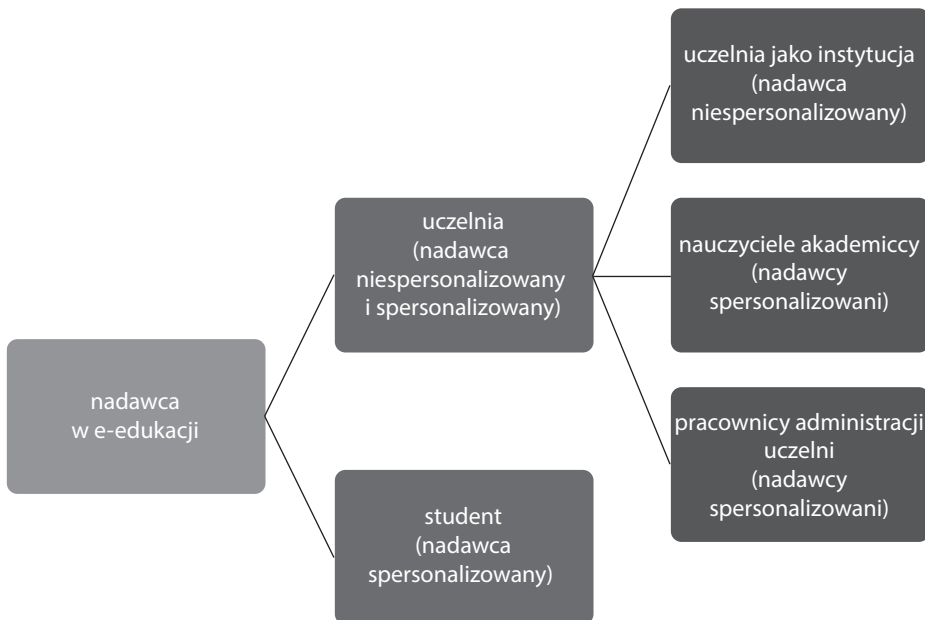 nadawca
w e-edukacji
uczelnia
(nadawca
niespersonalizowany
i spersonalizowany)
student
(nadawca
spersonalizowany)
uczelnia jako instytucja
(nadawca
niespersonalizowany)
nauczyciele akademiccy
(nadawcy
spersonalizowani)
pracownicy administracji
uczelni
(nadawcy
spersonalizowani)